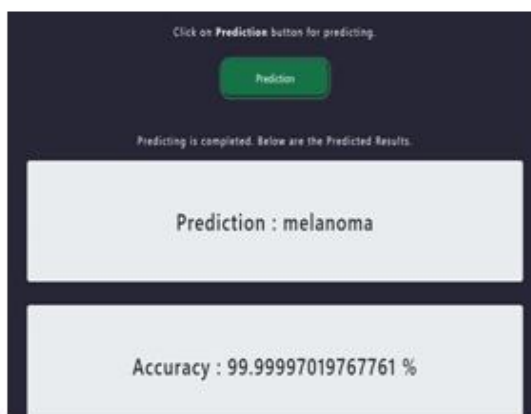 Click on Prediction button for predicting.
Prediction
Predicting is completed. Below are the Predicted Results.
Prediction : melanoma
Accuracy : 99.99997019767761 %